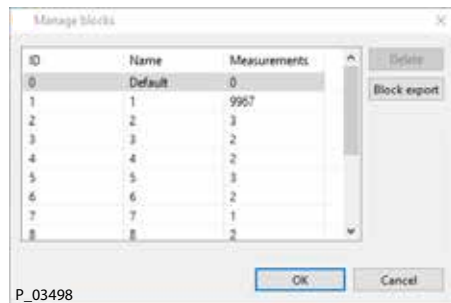 Manage blocks
ID Name Measurements
Delete
0 Default 0
Block export
1 1 9967
2 2 3
3 3 2
4 4 2
5 5 3
6 6 2
7 7 1
8 8 2
OK Cancel
P_03498